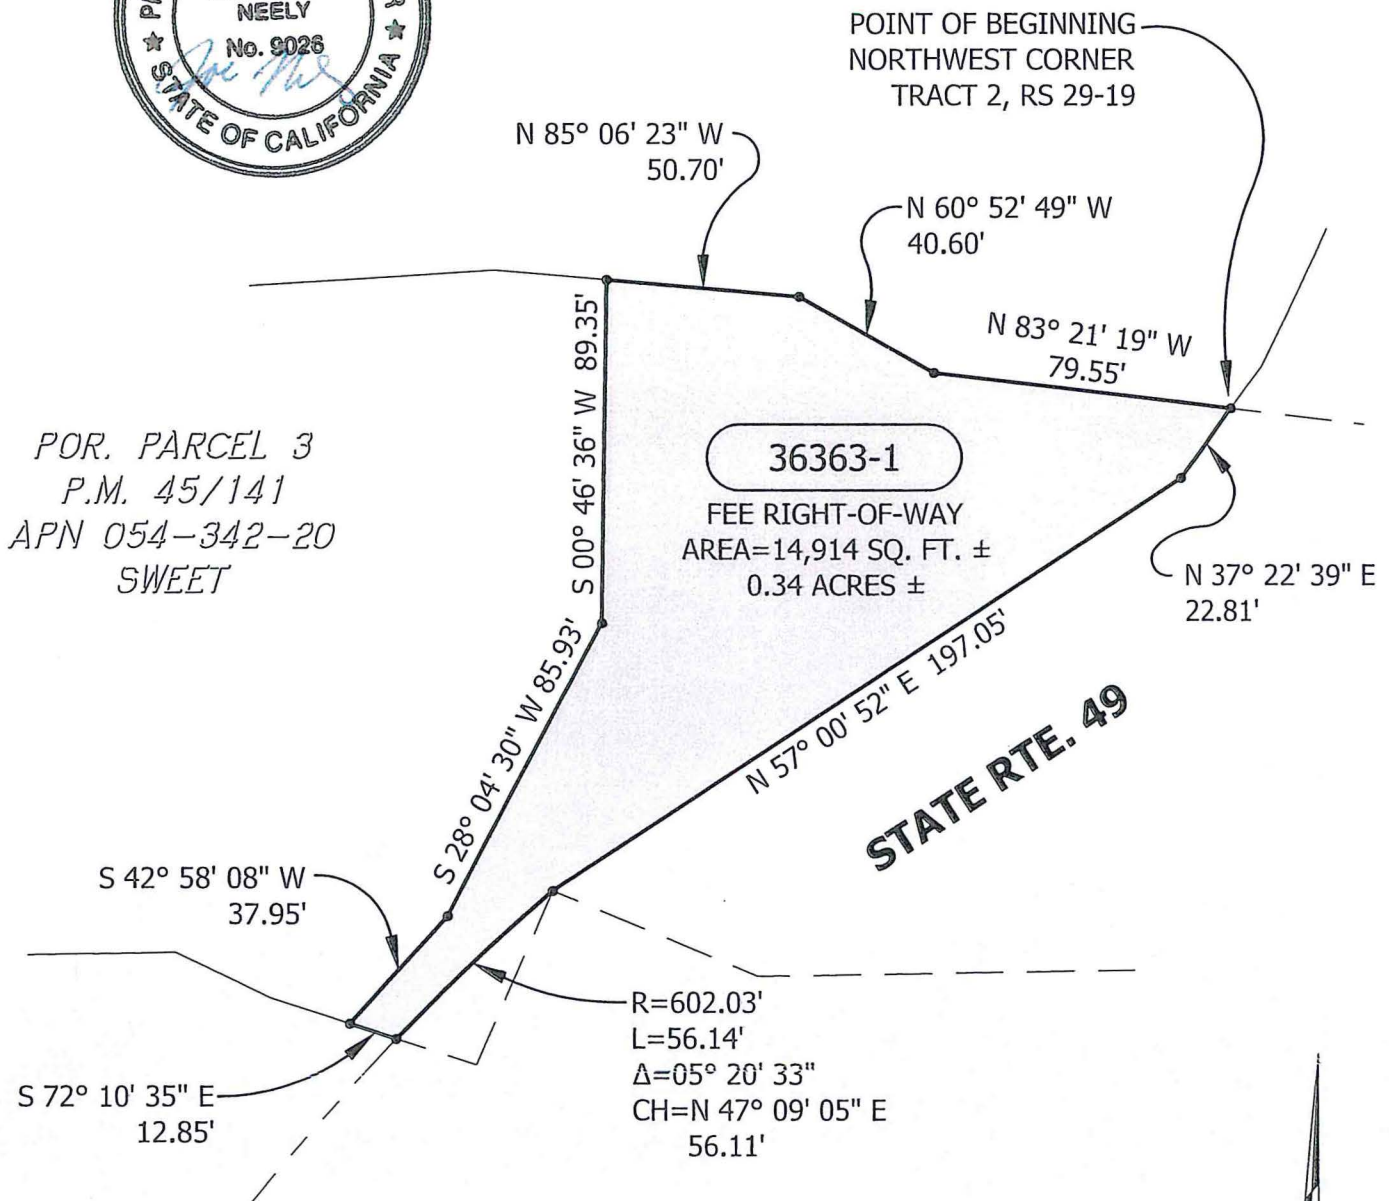 NEELY
No. 9026
STATE OF CALIFORNIA
POINT OF BEGINNING
NORTHWEST CORNER
TRACT 2, RS 29-19
N 85° 06' 23" W
50.70'
N 60° 52' 49" W
40.60'
N 83° 21' 19" W
79.55'
S 00° 46' 36" W 89.35'
POR. PARCEL 3
P.M. 45/141
APN 054-342-20
SWEET
36363-1
FEE RIGHT-OF-WAY
AREA=14,914 SQ. FT. ±
0.34 ACRES ±
N 37° 22' 39" E
22.81'
N 57° 00' 52" E 197.05'
STATE RTE. 49
S 28° 04' 30" W 85.93'
S 42° 58' 08" W
37.95'
R=602.03'
L=56.14'
Δ=05° 20' 33"
CH=N 47° 09' 05" E
56.11'
S 72° 10' 35" E
12.85'